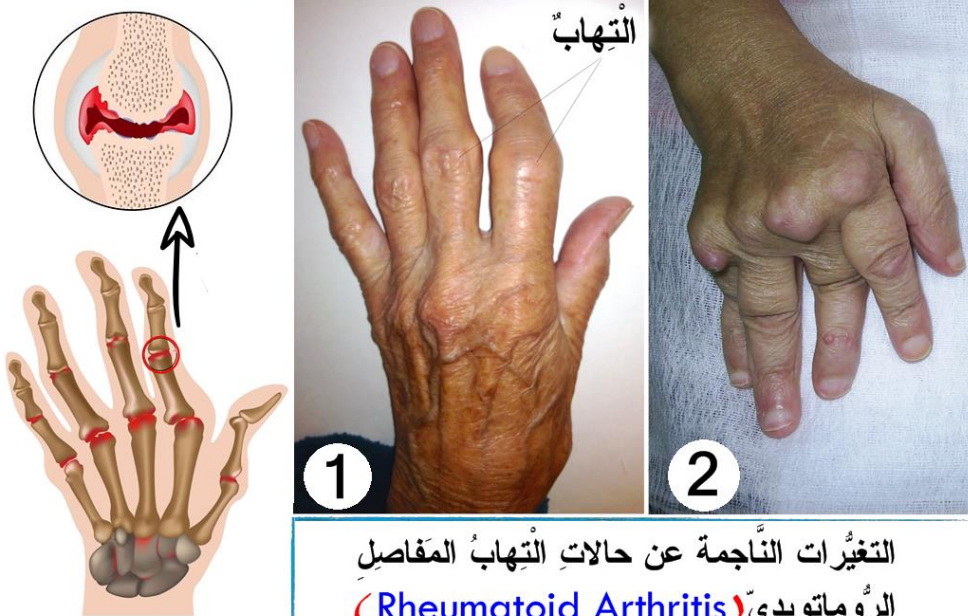 الْتِهابٌ
1
2
التغيُّرات النَّاجمة عن حالاتِ الْتِهابُ المَفاصِلِ
الرُّوماتويديّ (Rheumatoid Arthritis)